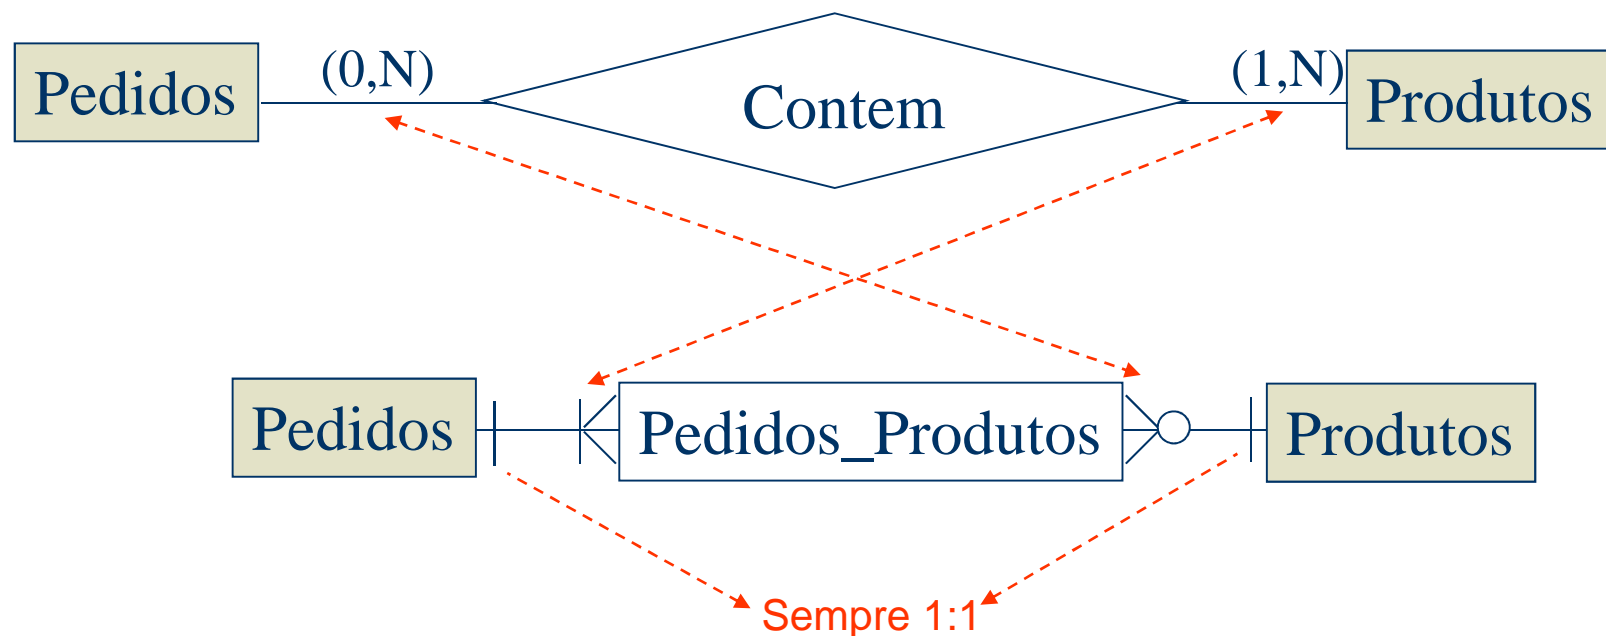 Pedidos
(0,N)
Contem
(1,N)
Produtos
Pedidos
Pedidos_Produtos
Produtos
Sempre 1:1